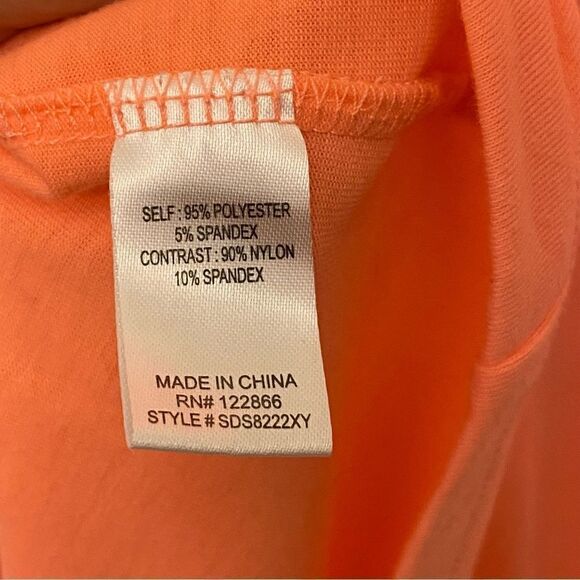 SELF : 95% POLYESTER
5% SPANDEX
CONTRAST : 90% NYLON
10% SPANDEX
MADE IN CHINA
RN# 122866
STYLE # SDS8222XY